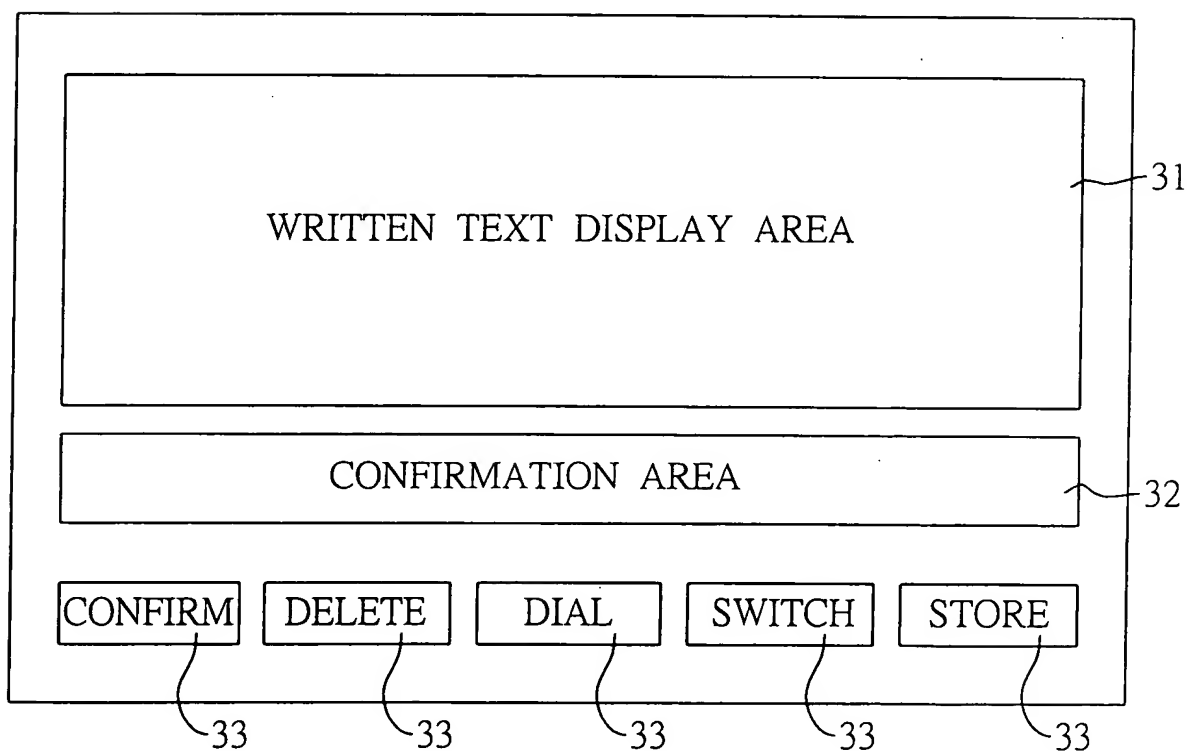 WRITTEN TEXT DISPLAY AREA
31
CONFIRMATION AREA
32
CONFIRM DELETE DIAL SWITCH STORE
33 33 33 33 33